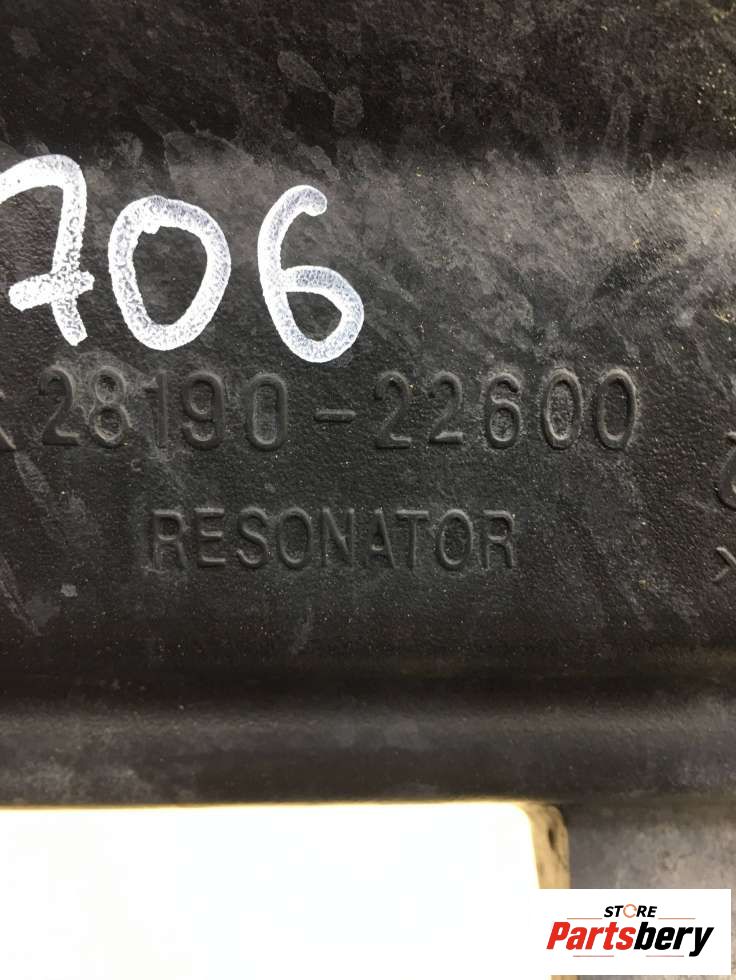 706
28190-22600
RESONATOR
STORE
Partsbery